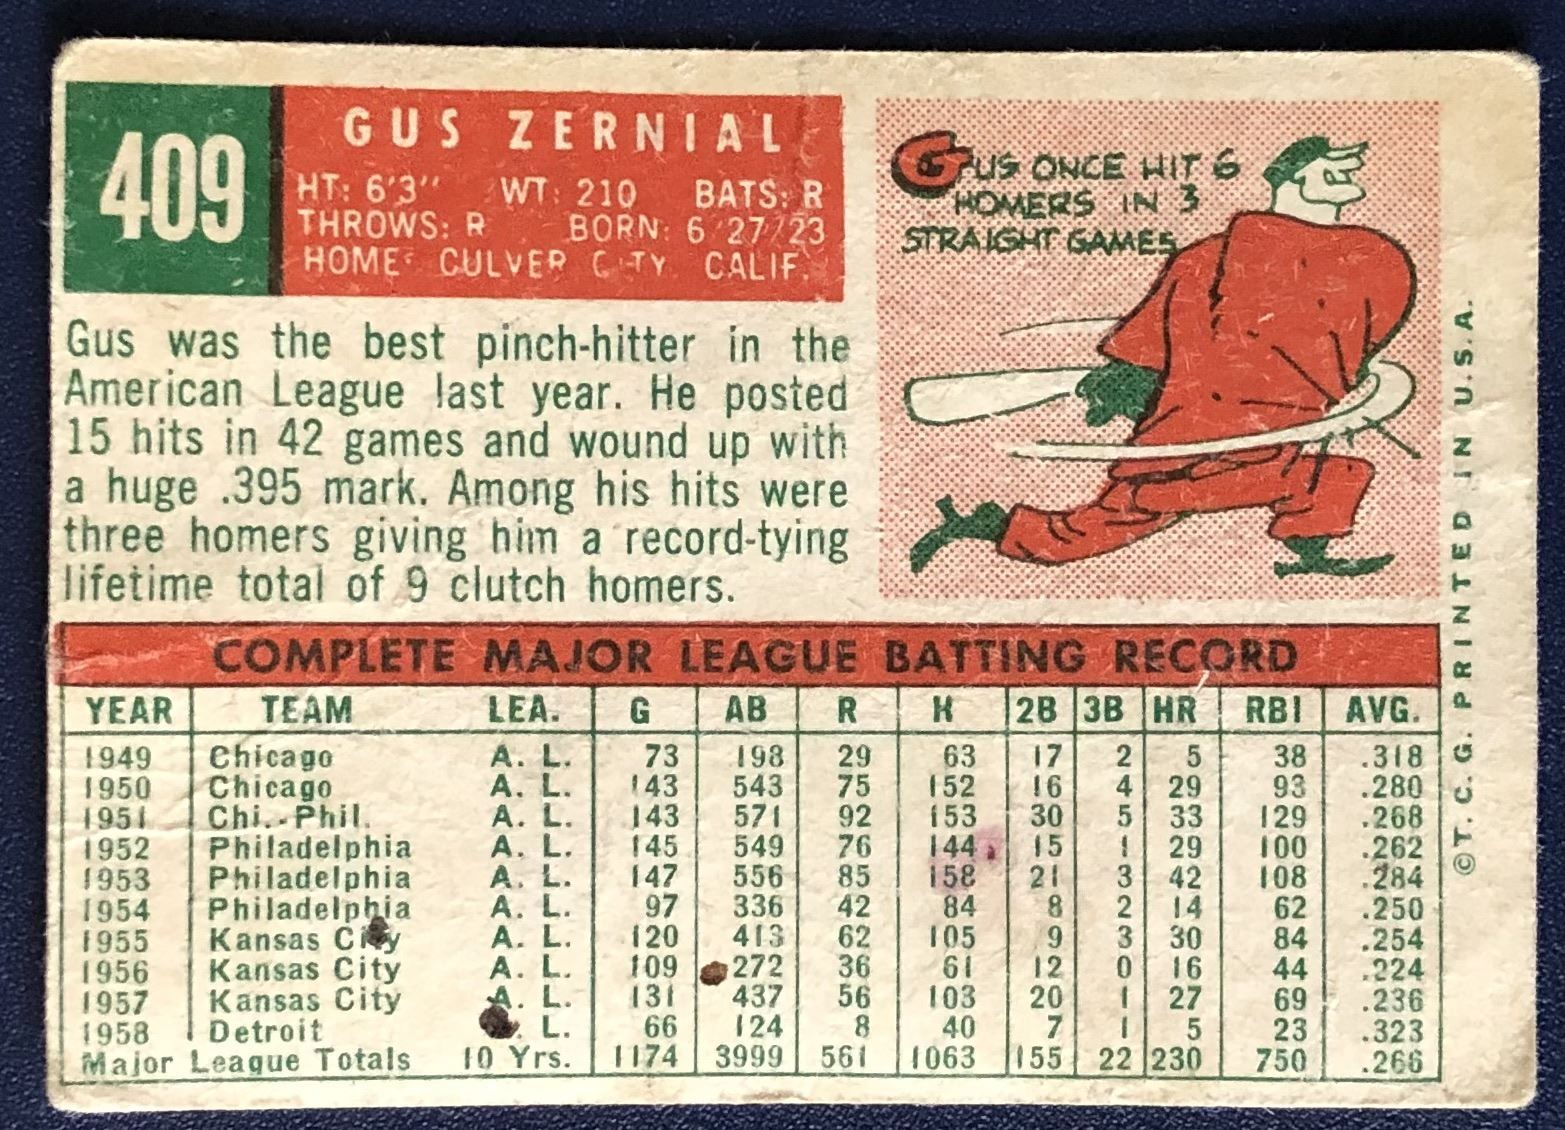 409
GUS ZERNIAL
HT: 6'3" WT: 210 BATS: R
THROWS: R BORN: 6/27/23
HOME: CULVER CITY CALIF.
Gus was the best pinch-hitter in the
American League last year. He posted
15 hits in 42 games and wound up with
a huge .395 mark. Among his hits were
three homers giving him a record-tying
lifetime total of 9 clutch homers.
GUS ONCE HIT 6
HOMERS IN 3
STRAIGHT GAMES
COMPLETE MAJOR LEAGUE BATTING RECORD
YEAR TEAM LEA. G AB R H 2B 3B HR RBI AVG.
1949 Chicago A. L. 73 198 29 63 17 2 5 38 .318
1950 Chicago A. L. 143 543 75 152 16 4 29 93 .280
1951 Chi.-Phil. A. L. 143 571 92 153 30 5 33 129 .268
1952 Philadelphia A. L. 145 549 76 144 15 1 29 100 .262
1953 Philadelphia A. L. 147 556 85 158 21 3 42 108 .284
1954 Philadelphia A. L. 97 336 42 84 8 2 14 62 .250
1955 Kansas City A. L. 120 413 62 105 9 3 30 84 .254
1956 Kansas City A. L. 109 272 36 61 12 0 16 44 .224
1957 Kansas City A. L. 131 437 56 103 20 1 27 69 .236
1958 Detroit A. L. 66 124 8 40 7 1 5 23 .323
Major League Totals 10 Yrs. 1174 3999 561 1063 155 22 230 750 .266
©T.C.G. PRINTED IN U.S.A.